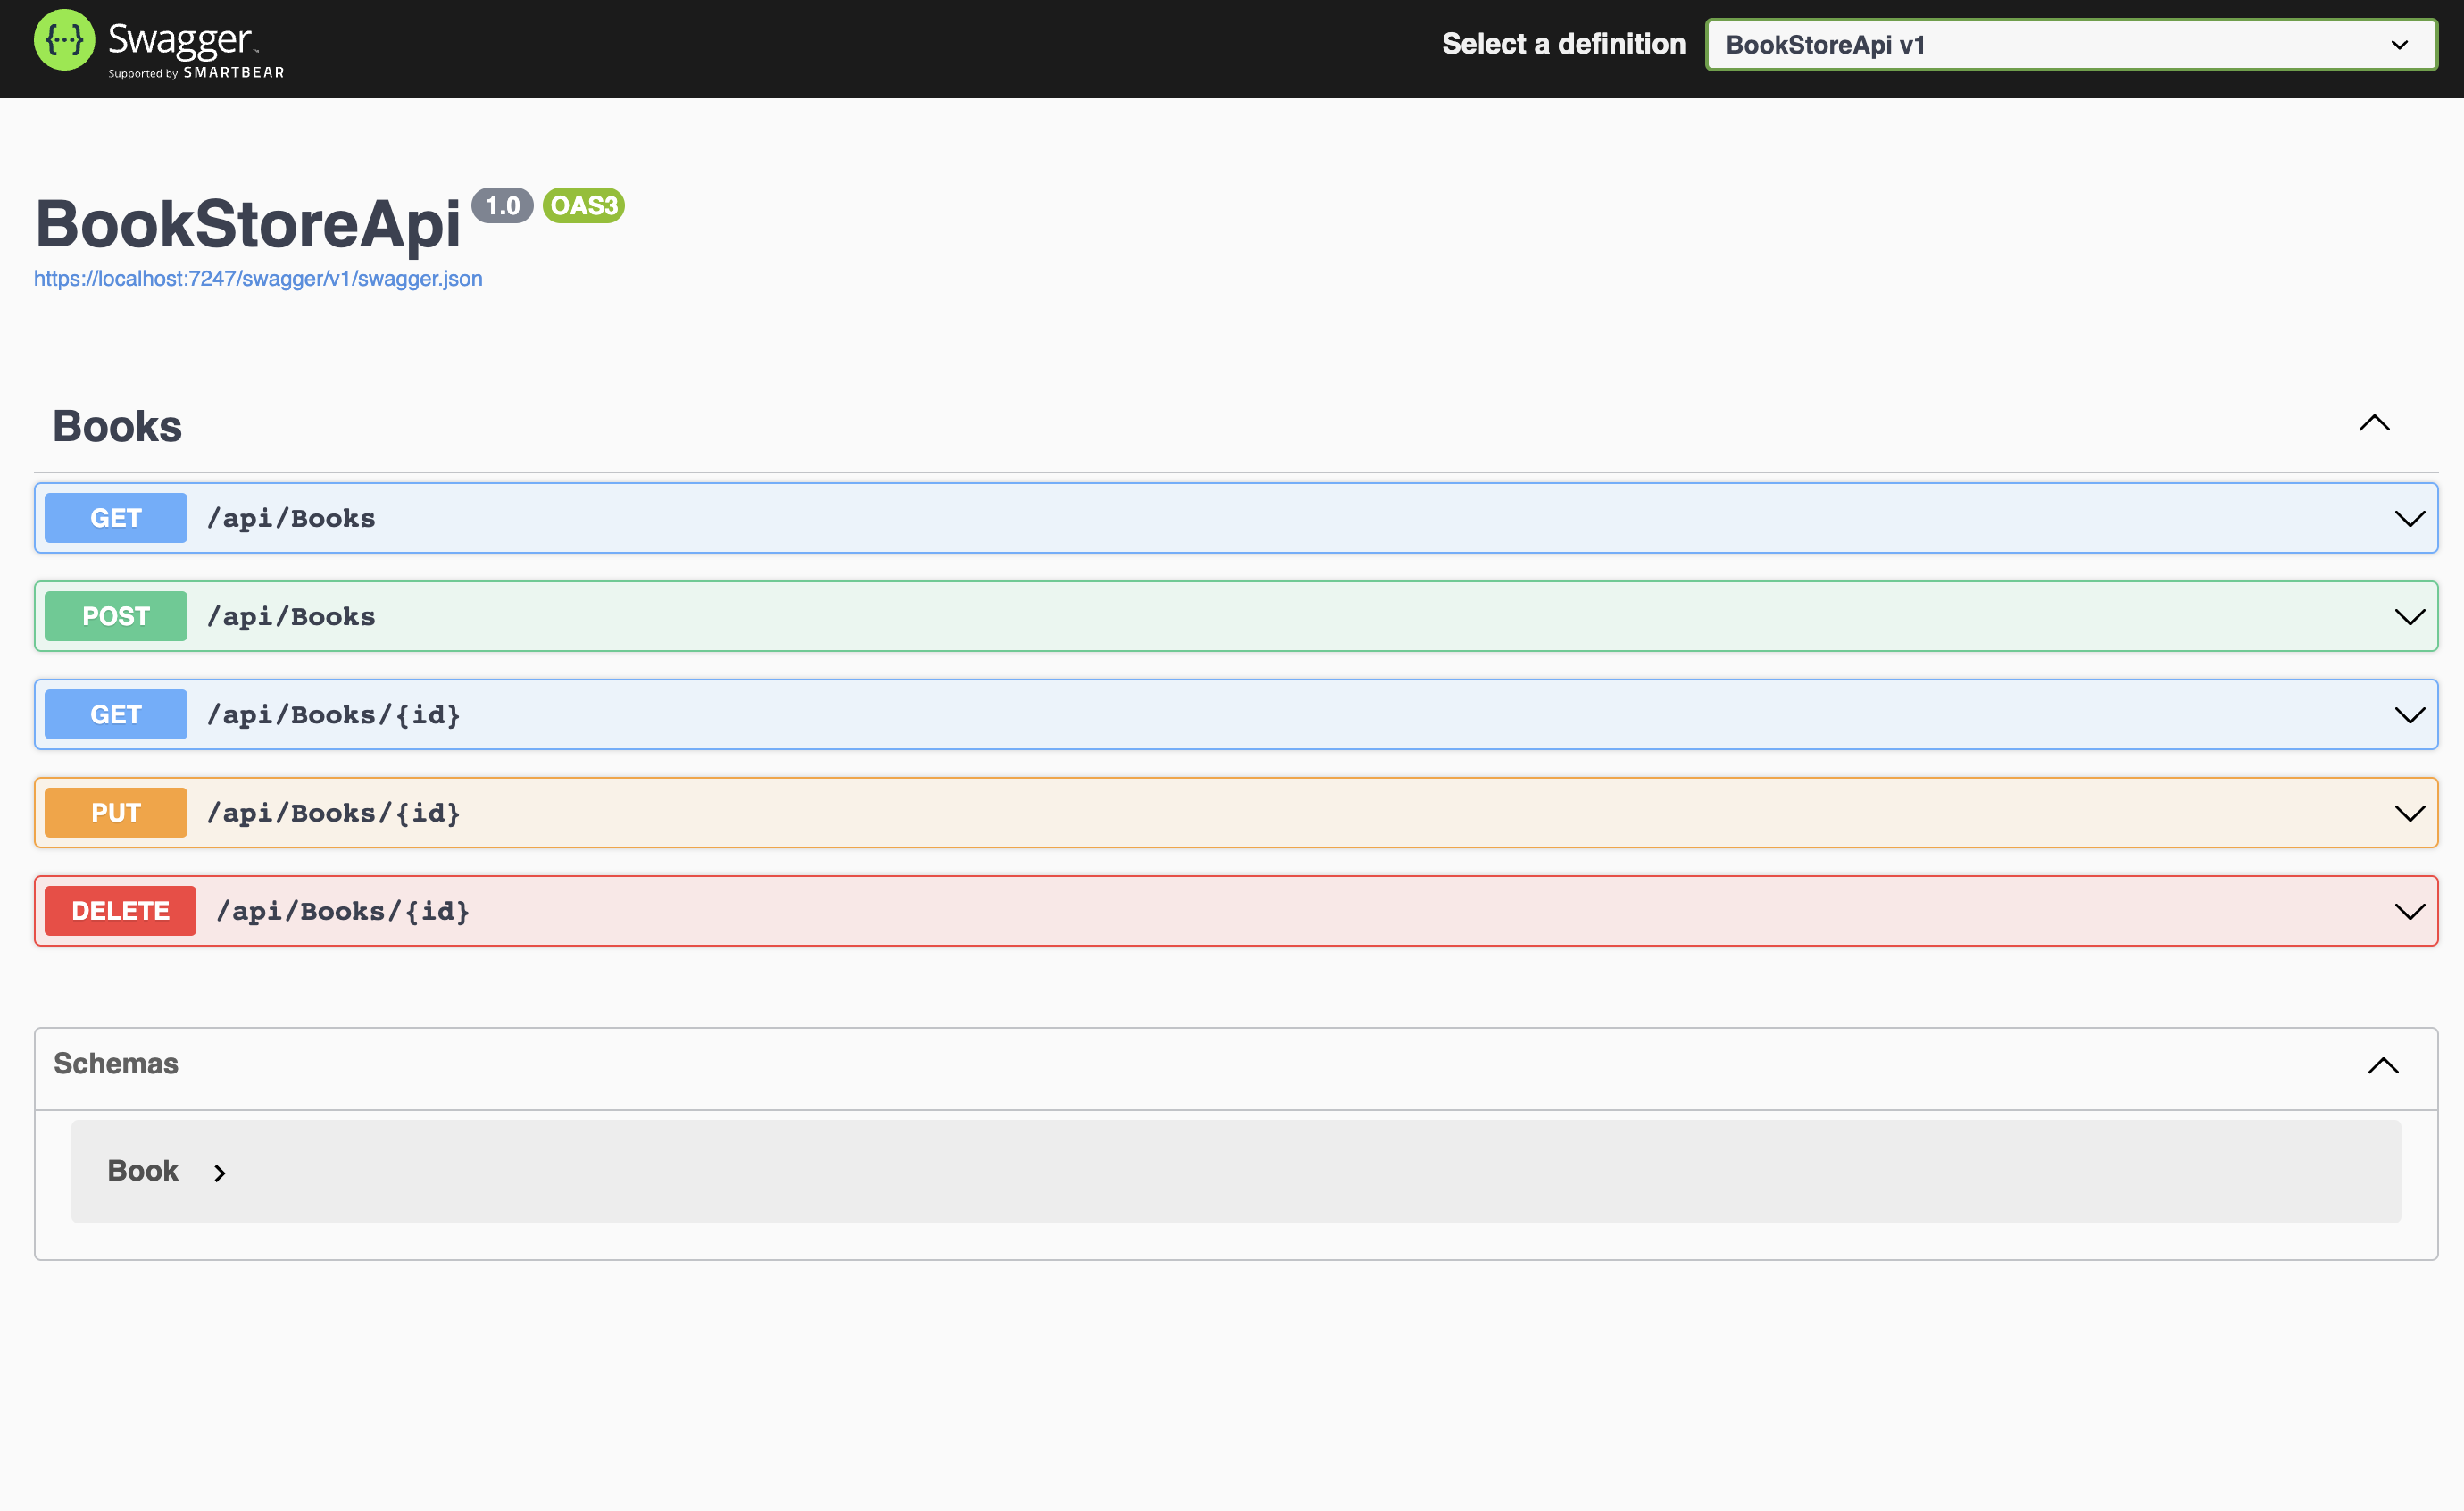 {...} Swagger™
Supported by SMARTBEAR
Select a definition
BookStoreApi v1
BookStoreApi 1.0 OAS3
https://localhost:7247/swagger/v1/swagger.json
Books
GET /api/Books
POST /api/Books
GET /api/Books/{id}
PUT /api/Books/{id}
DELETE /api/Books/{id}
Schemas
Book